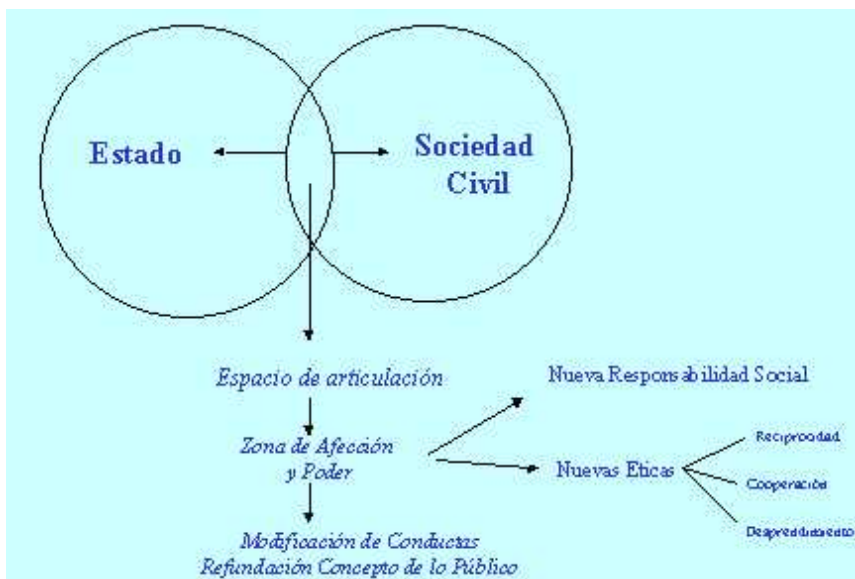 Estado
Sociedad
Civil
Espacio de articulación
Nueva Responsabilidad Social
Zona de Afección
y Poder
Nuevas Eticas
Reciprocidad
Cooperación
Desprendimiento
Modificación de Conductas
Refundación Concepto de lo Público